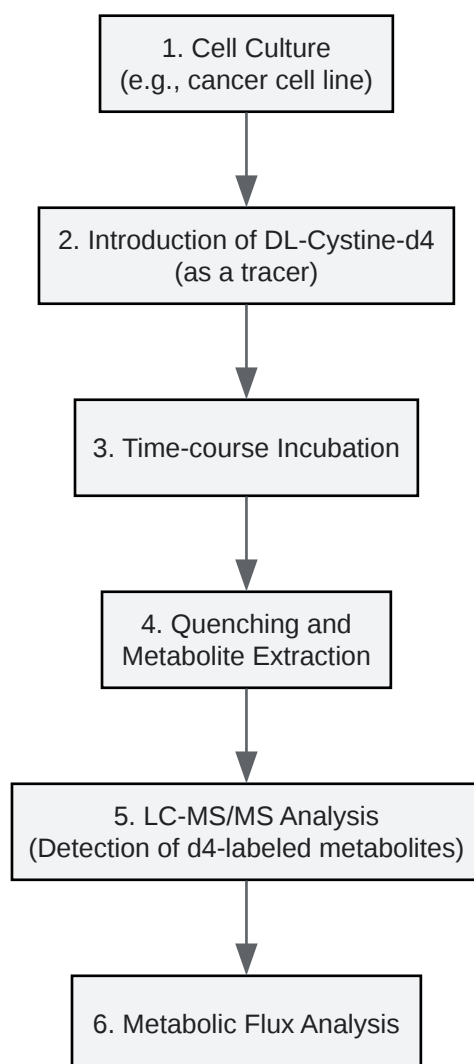 1. Cell Culture
(e.g., cancer cell line)
2. Introduction of DL-Cystine-d4
(as a tracer)
3. Time-course Incubation
4. Quenching and
Metabolite Extraction
5. LC-MS/MS Analysis
(Detection of d4-labeled metabolites)
6. Metabolic Flux Analysis